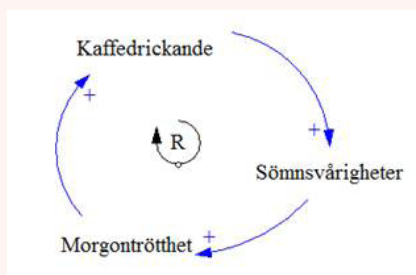 Kaffedrickande
+
+
R
Sömnsvårigheter
Morgontrötthet
+